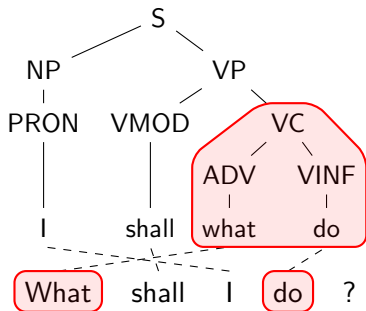 S
NP VP
PRON VMOD VC
ADV VINF
I shall what do
What shall I do ?